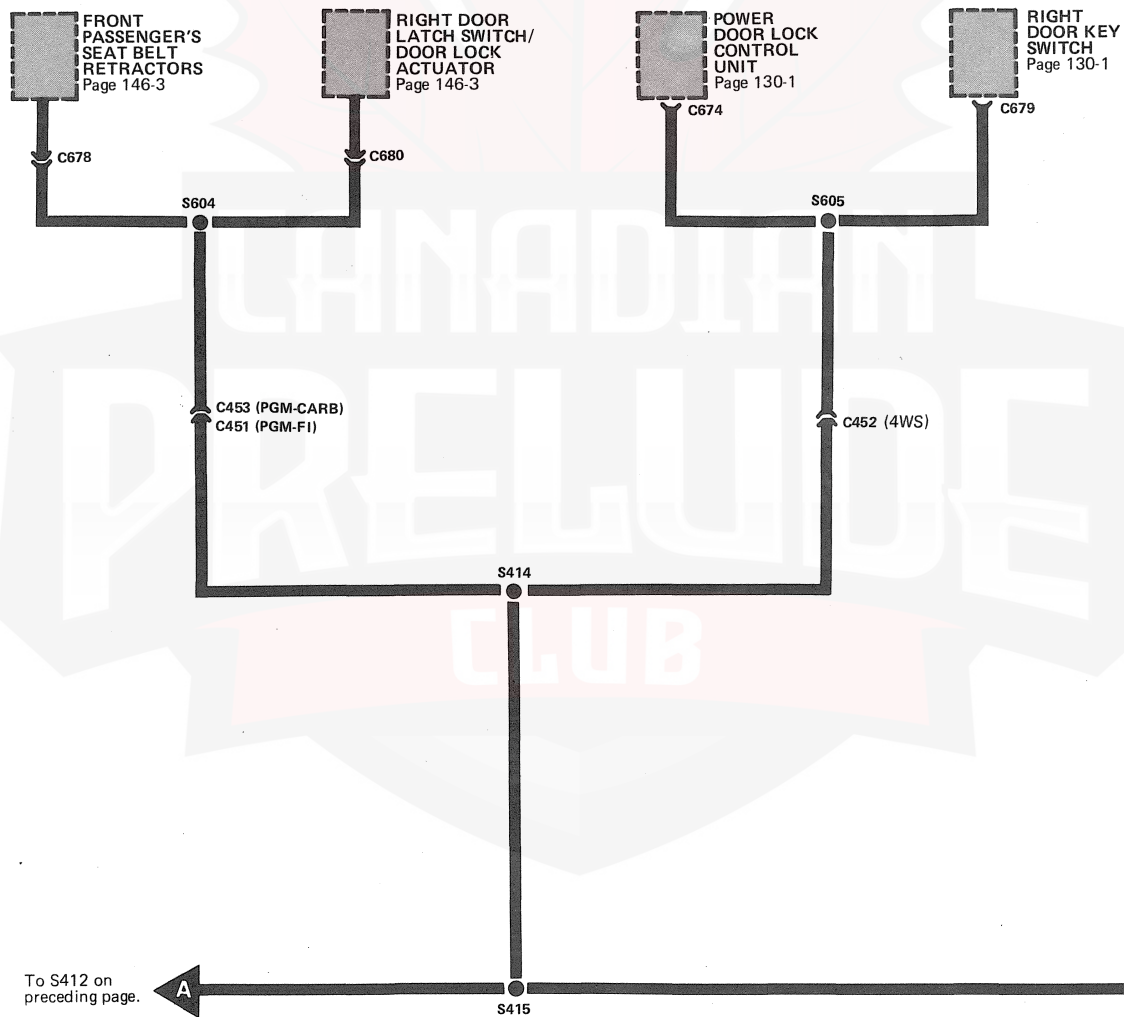 FRONT
PASSENGER'S
SEAT BELT
RETRACTORS
Page 146-3
RIGHT DOOR
LATCH SWITCH/
DOOR LOCK
ACTUATOR
Page 146-3
POWER
DOOR LOCK
CONTROL
UNIT
Page 130-1
RIGHT
DOOR KEY
SWITCH
Page 130-1
C678
C680
C674
C679
S604
S605
CANADIAN
PRELUDE
CLUB
C453 (PGM-CARB)
C451 (PGM-FI)
C452 (4WS)
S414
To S412 on
preceding page.
A
S415